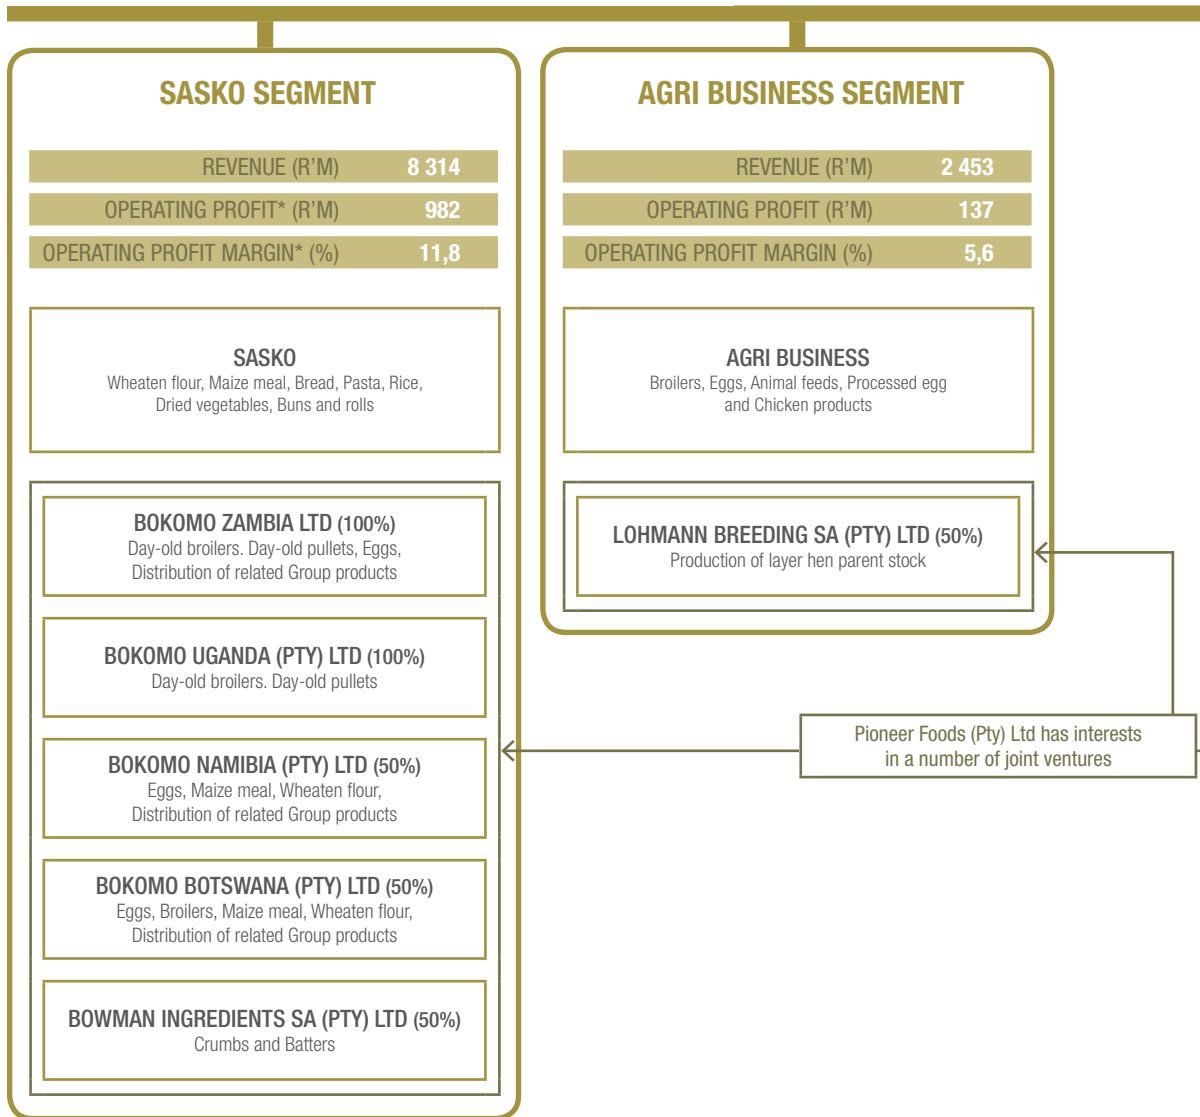 SASKO SEGMENT
REVENUE (R'M) 8 314
OPERATING PROFIT* (R'M) 982
OPERATING PROFIT MARGIN* (%) 11,8
SASKO
Wheaten flour, Maize meal, Bread, Pasta, Rice,
Dried vegetables, Buns and rolls
BOKOMO ZAMBIA LTD (100%)
Day-old broilers. Day-old pullets, Eggs,
Distribution of related Group products
BOKOMO UGANDA (PTY) LTD (100%)
Day-old broilers. Day-old pullets
BOKOMO NAMIBIA (PTY) LTD (50%)
Eggs, Maize meal, Wheaten flour,
Distribution of related Group products
BOKOMO BOTSWANA (PTY) LTD (50%)
Eggs, Broilers, Maize meal, Wheaten flour,
Distribution of related Group products
BOWMAN INGREDIENTS SA (PTY) LTD (50%)
Crumbs and Batters
AGRI BUSINESS SEGMENT
REVENUE (R'M) 2 453
OPERATING PROFIT (R'M) 137
OPERATING PROFIT MARGIN (%) 5,6
AGRI BUSINESS
Broilers, Eggs, Animal feeds, Processed egg
and Chicken products
LOHMANN BREEDING SA (PTY) LTD (50%)
Production of layer hen parent stock
Pioneer Foods (Pty) Ltd has interests
in a number of joint ventures